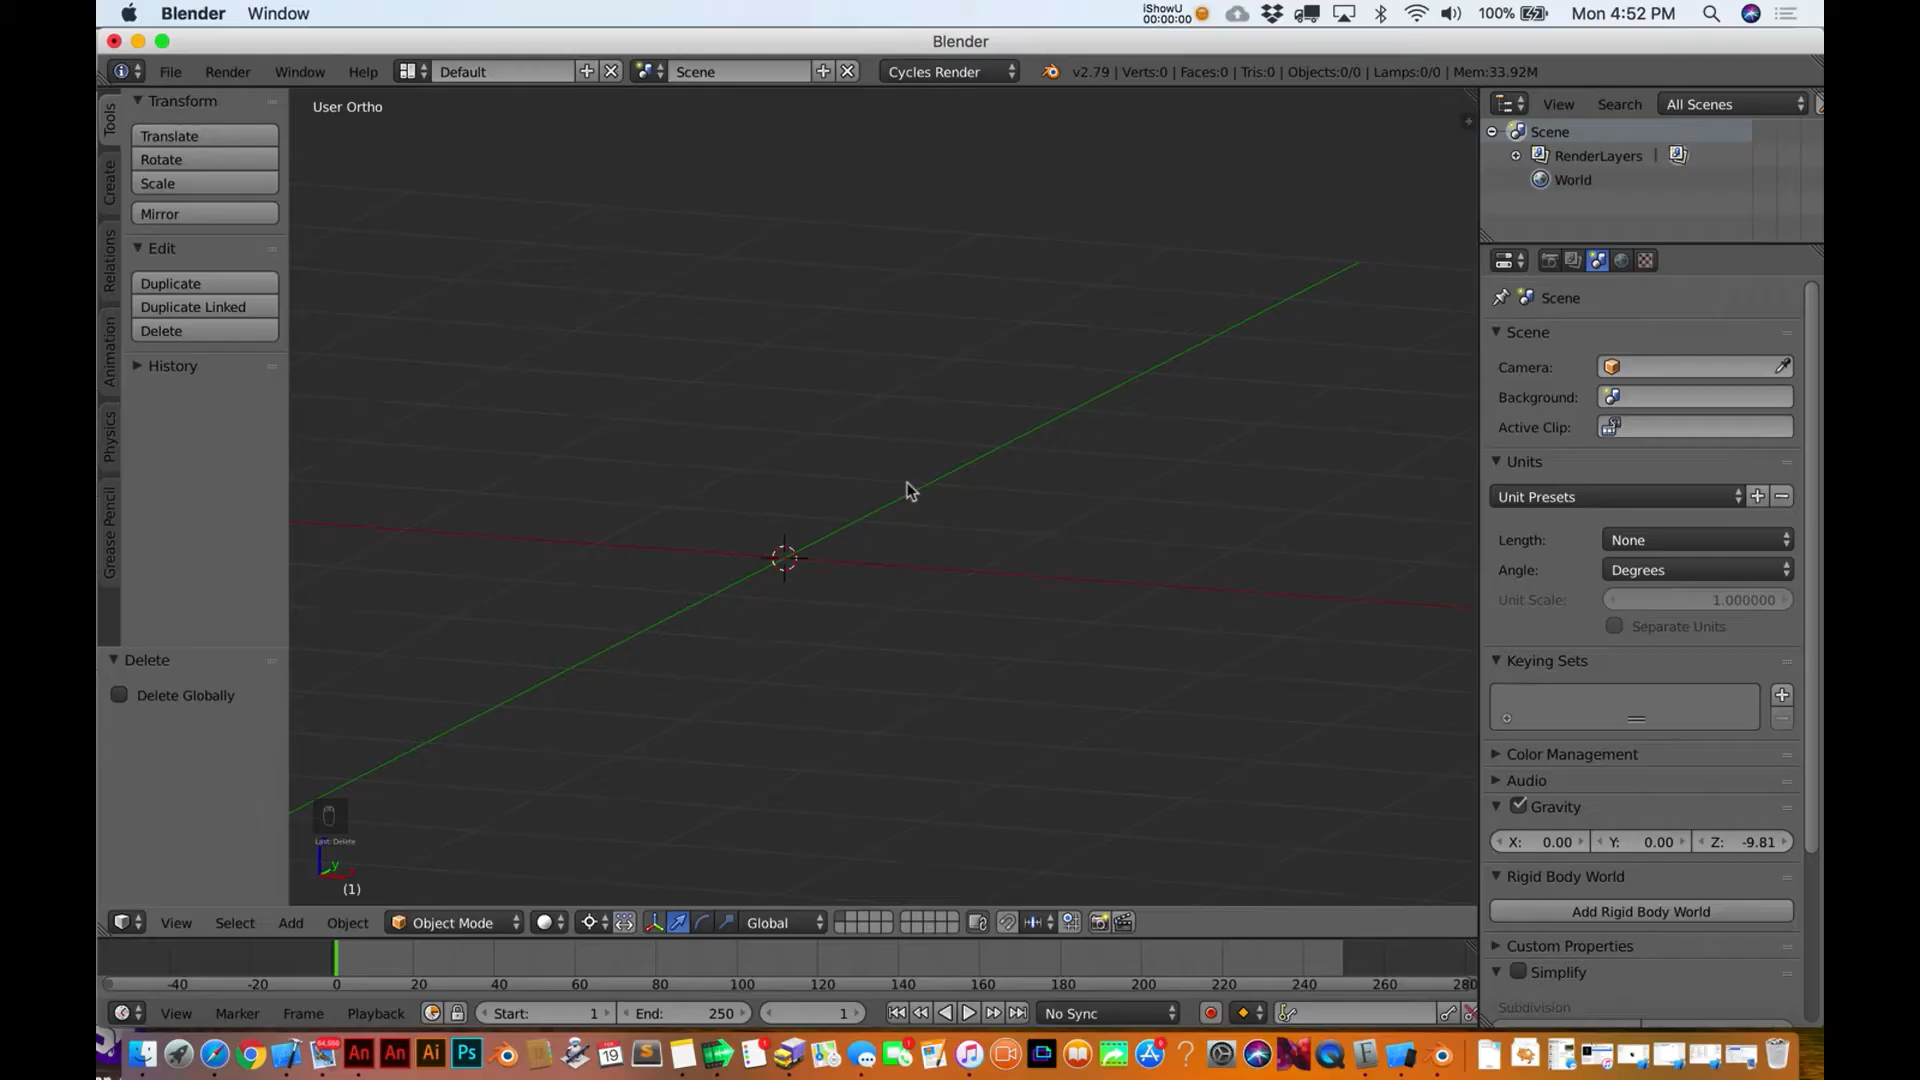 Blender Window
iShowU
00:00:00
100% Mon 4:52 PM
Blender
File Render Window Help Default Scene Cycles Render v2.79 | Verts:0 | Faces:0 | Tris:0 | Objects:0/0 | Lamps:0/0 | Mem:33.92M
Tools
Create
Relations
Animation
Physics
Grease Pencil
Transform
Translate
Rotate
Scale
Mirror
Edit
Duplicate
Duplicate Linked
Delete
History
Delete
Delete Globally
User Ortho
Last: Delete
y
(1)
View Search All Scenes
Scene
RenderLayers
World
Scene
Scene
Camera:
Background:
Active Clip:
Units
Unit Presets
Length: None
Angle: Degrees
Unit Scale: 1.000000
Separate Units
Keying Sets
Color Management
Audio
Gravity
X: 0.00 Y: 0.00 Z: -9.81
Rigid Body World
Add Rigid Body World
Custom Properties
Simplify
Subdivision
View Select Add Object Object Mode Global
-40 -20 0 20 40 60 80 100 120 140 160 180 200 220 240 260 280
View Marker Frame Playback Start: 1 End: 250 1 No Sync
An An Ai Ps 19 S